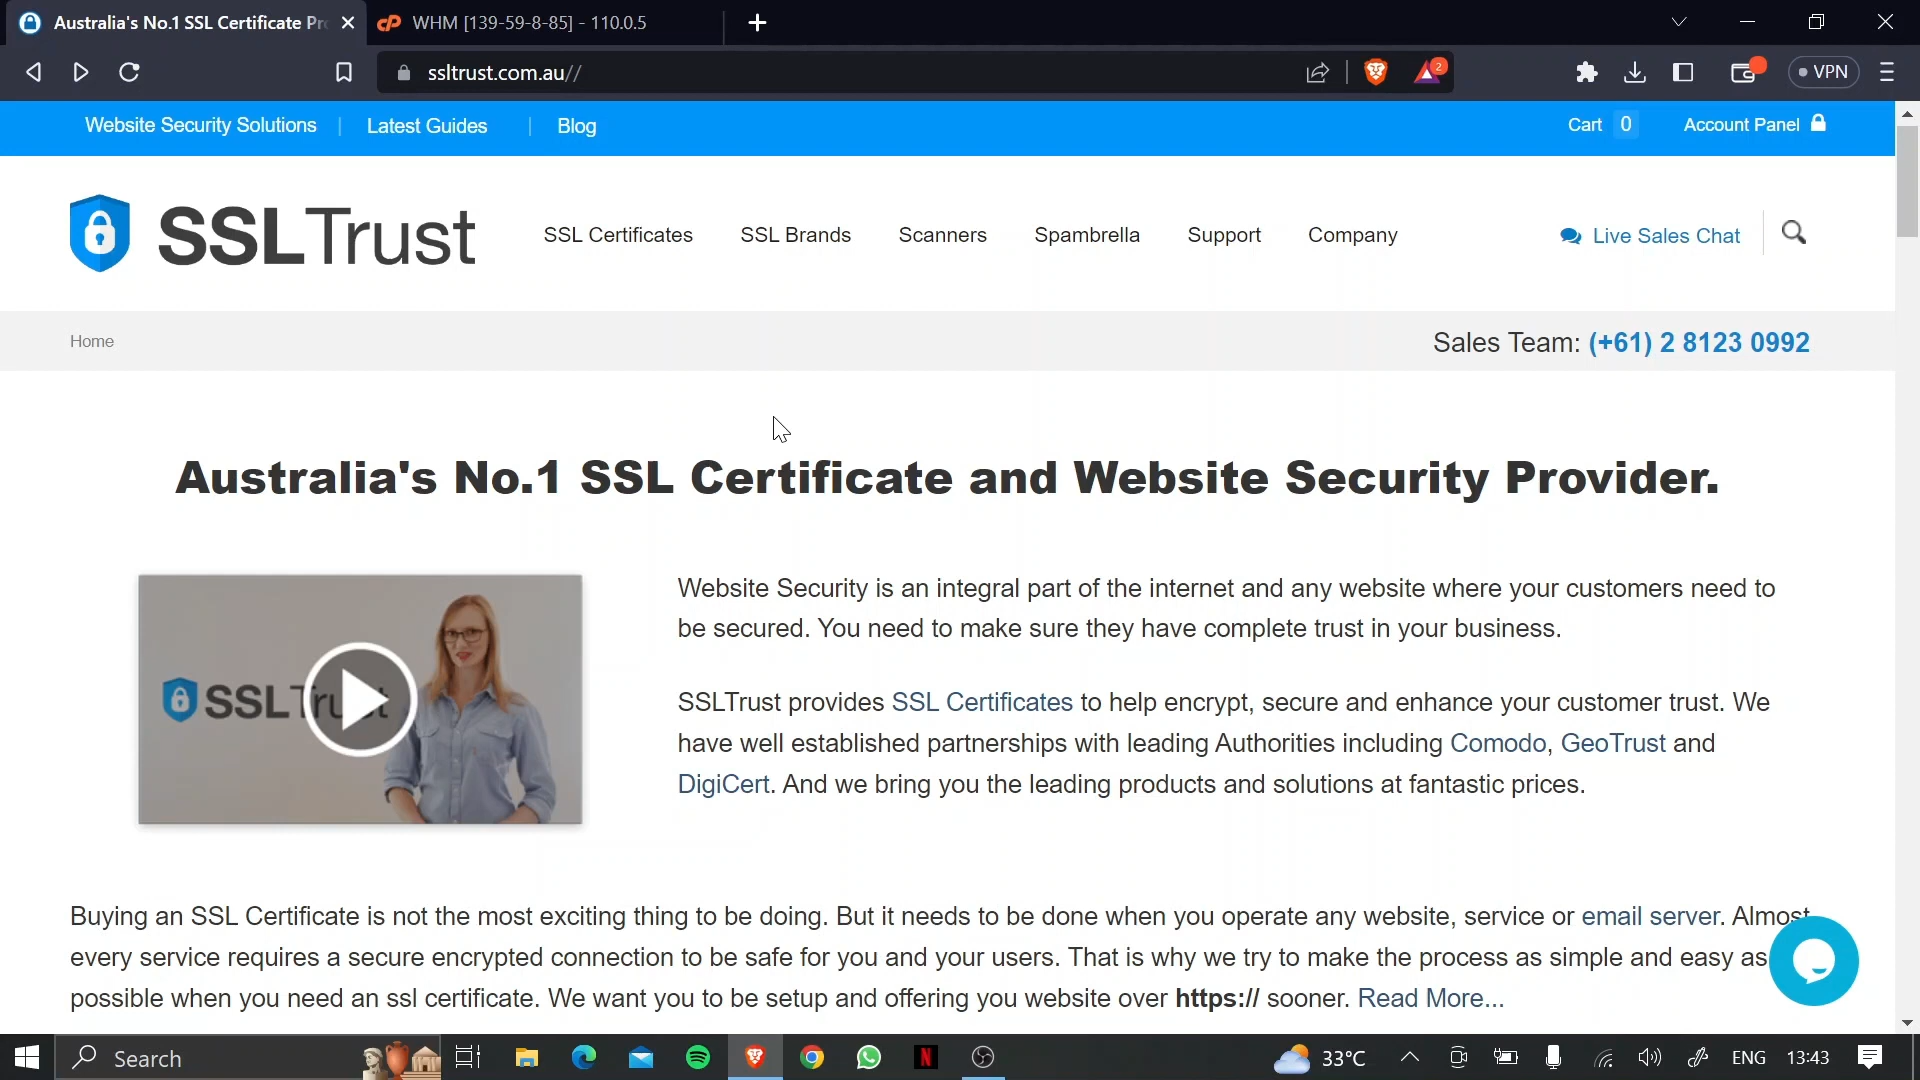 Australia's No.1 SSL Certificate Pr
WHM [139-59-8-85] - 110.0.5
ssltrust.com.au//
2
VPN
Website Security Solutions | Latest Guides | Blog
Cart 0 Account Panel
SSLTrust
SSL Certificates SSL Brands Scanners Spambrella Support Company
Live Sales Chat
Home
Sales Team: (+61) 2 8123 0992
Australia's No.1 SSL Certificate and Website Security Provider.
SSLTrust
Website Security is an integral part of the internet and any website where your customers need to
be secured. You need to make sure they have complete trust in your business.
SSLTrust provides SSL Certificates to help encrypt, secure and enhance your customer trust. We
have well established partnerships with leading Authorities including Comodo, GeoTrust and
DigiCert. And we bring you the leading products and solutions at fantastic prices.
Buying an SSL Certificate is not the most exciting thing to be doing. But it needs to be done when you operate any website, service or email server. Almost
every service requires a secure encrypted connection to be safe for you and your users. That is why we try to make the process as simple and easy as
possible when you need an ssl certificate. We want you to be setup and offering you website over https:// sooner. Read More...
Search
33°C
ENG
13:43